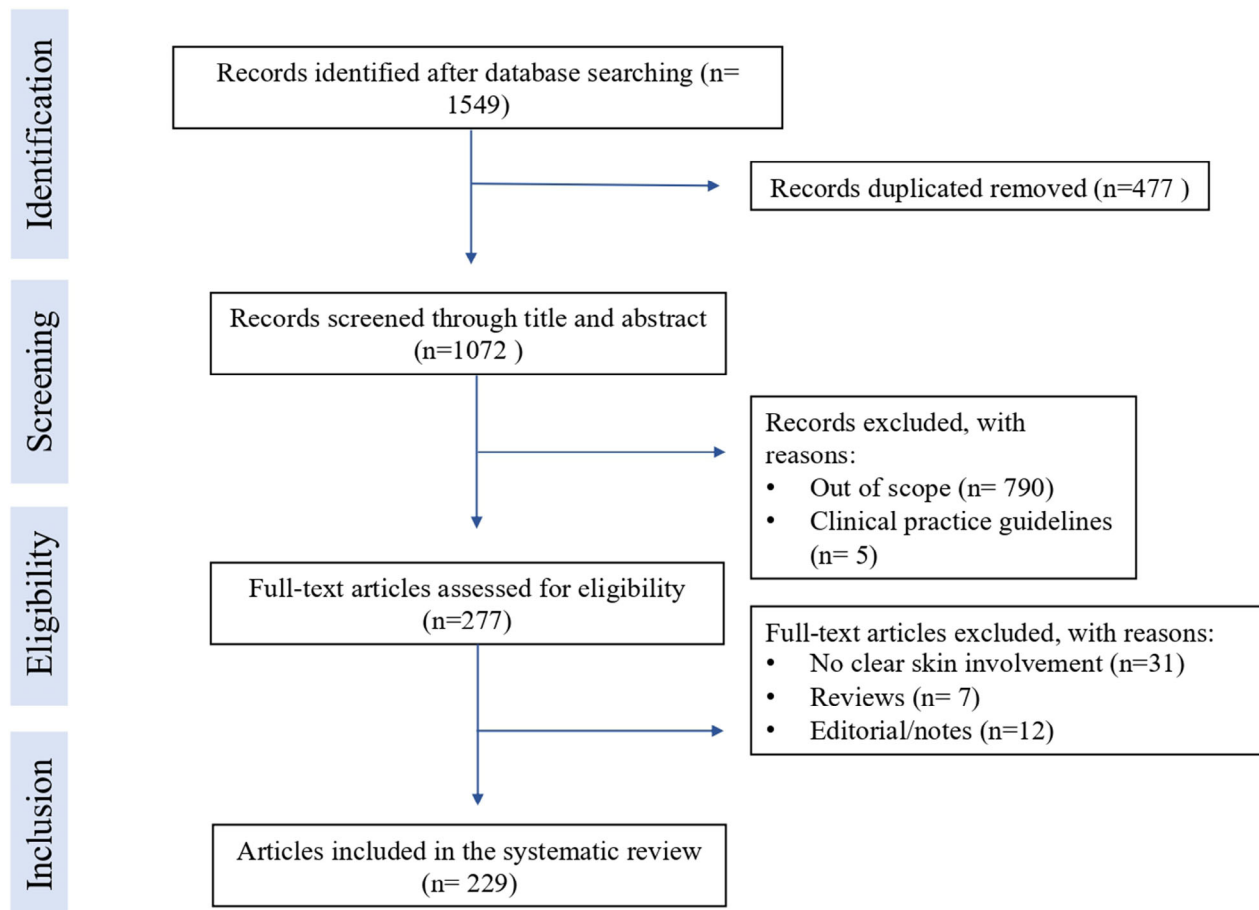 Identification
Records identified after database searching (n=
1549)
Records duplicated removed (n=477 )
Screening
Records screened through title and abstract
(n=1072 )
Records excluded, with
reasons:
• Out of scope (n= 790)
• Clinical practice guidelines
(n= 5)
Eligibility
Full-text articles assessed for eligibility
(n=277)
Full-text articles excluded, with reasons:
• No clear skin involvement (n=31)
• Reviews (n= 7)
• Editorial/notes (n=12)
Inclusion
Articles included in the systematic review
(n= 229)